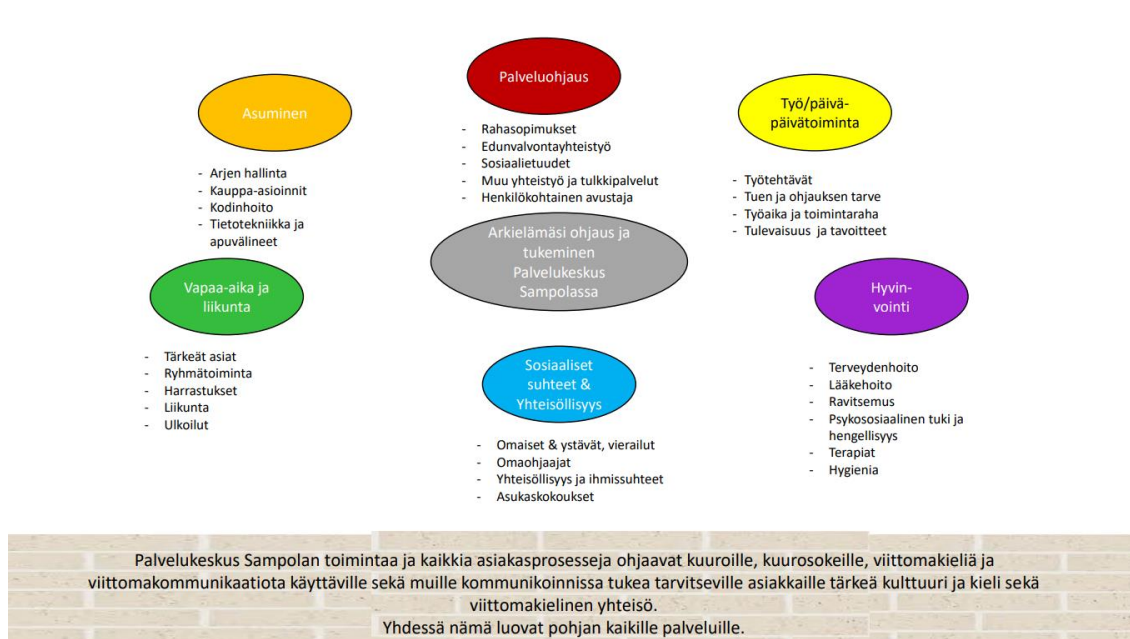 Palveluohjaus
- Rahasopimukset
- Edunvalvontayhteistyö
- Sosiaalietuudet
- Muu yhteistyö ja tulkkipalvelut
- Henkilökohtainen avustaja
Asuminen
- Arjen hallinta
- Kauppa-asioinnit
- Kodinhoito
- Tietotekniikka ja
apuvälineet
Työ/päivä-
päivätoiminta
- Työtehtävät
- Tuen ja ohjauksen tarve
- Työaika ja toimintaraha
- Tulevaisuus ja tavoitteet
Arkielämäsi ohjaus ja
tukeminen
Palvelukeskus
Sampolassa
Vapaa-aika ja
liikunta
- Tärkeät asiat
- Ryhmätoiminta
- Harrastukset
- Liikunta
- Ulkoilut
Sosiaaliset
suhteet &
Yhteisöllisyys
- Omaiset & ystävät, vierailut
- Omaohjaajat
- Yhteisöllisyys ja ihmissuhteet
- Asukaskokoukset
Hyvin-
vointi
- Terveydenhoito
- Lääkehoito
- Ravitsemus
- Psykososiaalinen tuki ja
hengellisyys
- Terapiat
- Hygienia
Palvelukeskus Sampolan toimintaa ja kaikkia asiakasprosesseja ohjaavat kuuroille, kuurosokeille, viittomakieliä ja
viittomakommunikaatiota käyttäville sekä muille kommunikoinnissa tukea tarvitseville asiakkaille tärkeä kulttuuri ja kieli sekä
viittomakielinen yhteisö.
Yhdessä nämä luovat pohjan kaikille palveluille.